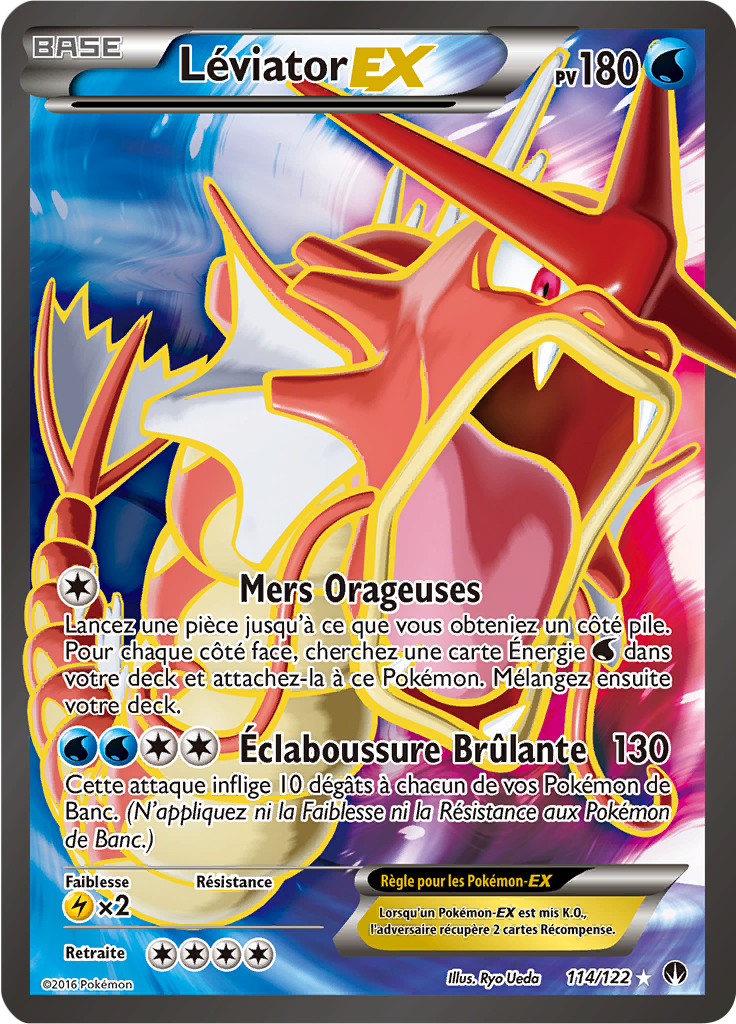 BASE
Léviator EX
PV 180
Mers Orageuses
Lancez une pièce jusqu'à ce que vous obteniez un côté pile.
Pour chaque côté face, cherchez une carte Énergie dans
votre deck et attachez-la à ce Pokémon. Mélangez ensuite
votre deck.
Éclaboussure Brûlante 130
Cette attaque inflige 10 dégâts à chacun de vos Pokémon de
Banc. (N'appliquez ni la Faiblesse ni la Résistance aux Pokémon
de Banc.)
Faiblesse Résistance
×2
Règle pour les Pokémon-EX
Lorsqu'un Pokémon-EX est mis K.O.,
l'adversaire récupère 2 cartes Récompense.
Retraite
©2016 Pokémon
Illus. Ryo Ueda 114/122 ★